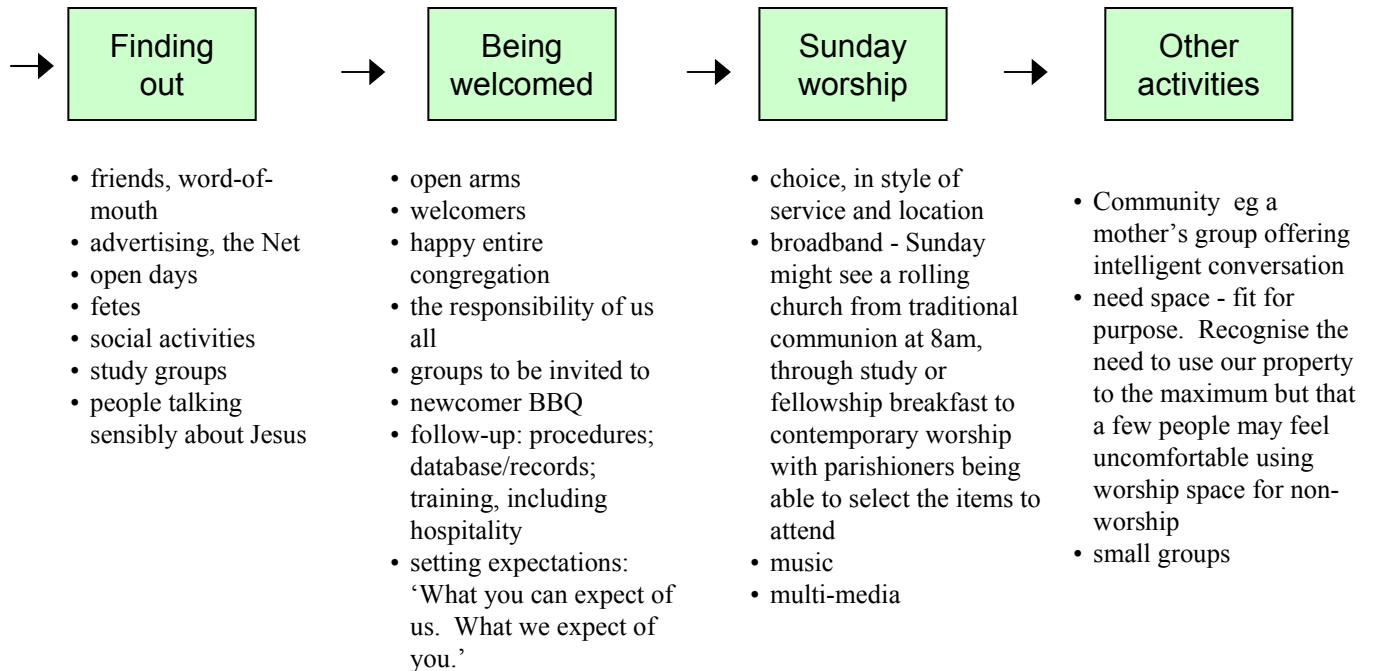 Finding
out
• friends, word-of-
mouth
• advertising, the Net
• open days
• fetes
• social activities
• study groups
• people talking
sensibly about Jesus
Being
welcomed
• open arms
• welcomers
• happy entire
congregation
• the responsibility of us
all
• groups to be invited to
• newcomer BBQ
• follow-up: procedures;
database/records;
training, including
hospitality
• setting expectations:
‘What you can expect of
us.  What we expect of
you.’
Sunday
worship
• choice, in style of
service and location
• broadband - Sunday
might see a rolling
church from traditional
communion at 8am,
through study or
fellowship breakfast to
contemporary worship
with parishioners being
able to select the items to
attend
• music
• multi-media
Other
activities
• Community  eg a
mother’s group offering
intelligent conversation
• need space - fit for
purpose.  Recognise the
need to use our property
to the maximum but that
a few people may feel
uncomfortable using
worship space for non-
worship
• small groups